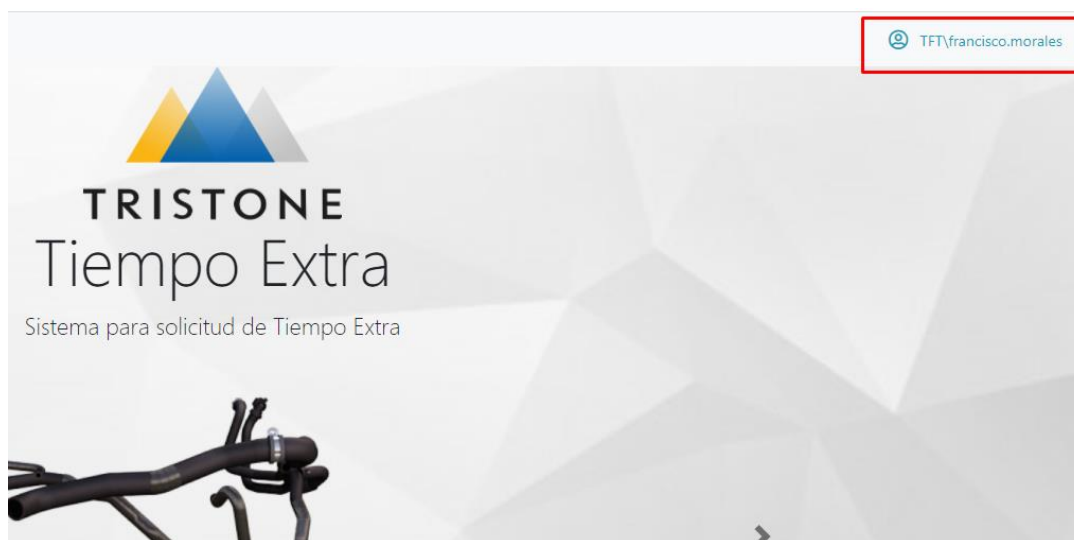 TFT\francisco.morales
TRISTONE
Tiempo Extra
Sistema para solicitud de Tiempo Extra